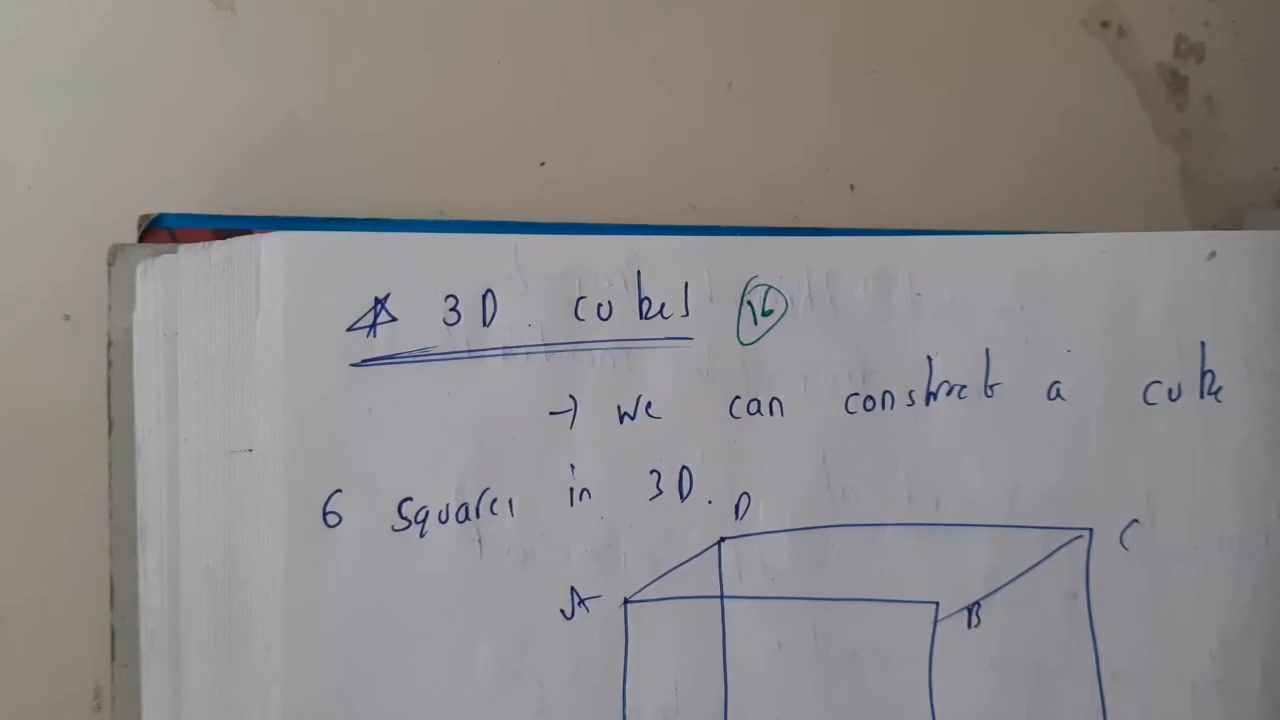 3D cubes 16
→ we can construct a cube
6 squares in 3D.
D
C
A
B